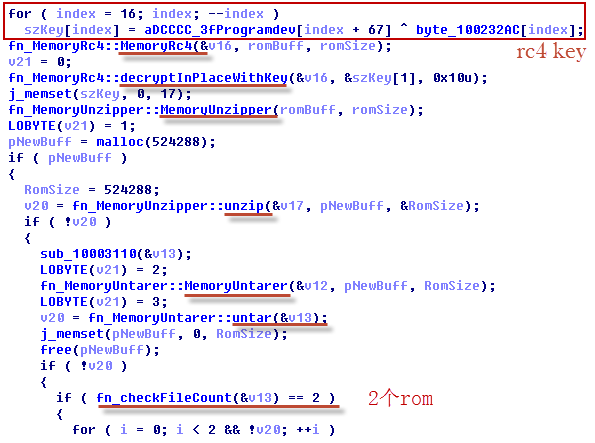 for ( index = 16; index; --index )
szKey[index] = aDCCCC_3fProgramdev[index + 67] ^ byte_100232AC[index];
rc4 key
fn_MemoryRc4::MemoryRc4(&v16, romBuff, romSize);
v21 = 0;
fn_MemoryRc4::decryptInPlaceWithKey(&v16, &szKey[1], 0x10u);
j_memset(szKey, 0, 17);
fn_MemoryUnzipper::MemoryUnzipper(romBuff, romSize);
LOBYTE(v21) = 1;
pNewBuff = malloc(524288);
if ( pNewBuff )
{
RomSize = 524288;
v20 = fn_MemoryUnzipper::unzip(&v17, pNewBuff, &RomSize);
if ( !v20 )
{
sub_10003110(&v13);
LOBYTE(v21) = 2;
fn_MemoryUntarer::MemoryUntarer(&v12, pNewBuff, RomSize);
LOBYTE(v21) = 3;
v20 = fn_MemoryUntarer::untar(&v13);
j_memset(pNewBuff, 0, RomSize);
free(pNewBuff);
if ( !v20 )
{
if ( fn_checkFileCount(&v13) == 2 )
2个rom
{
for ( i = 0; i < 2 && !v20; ++i )